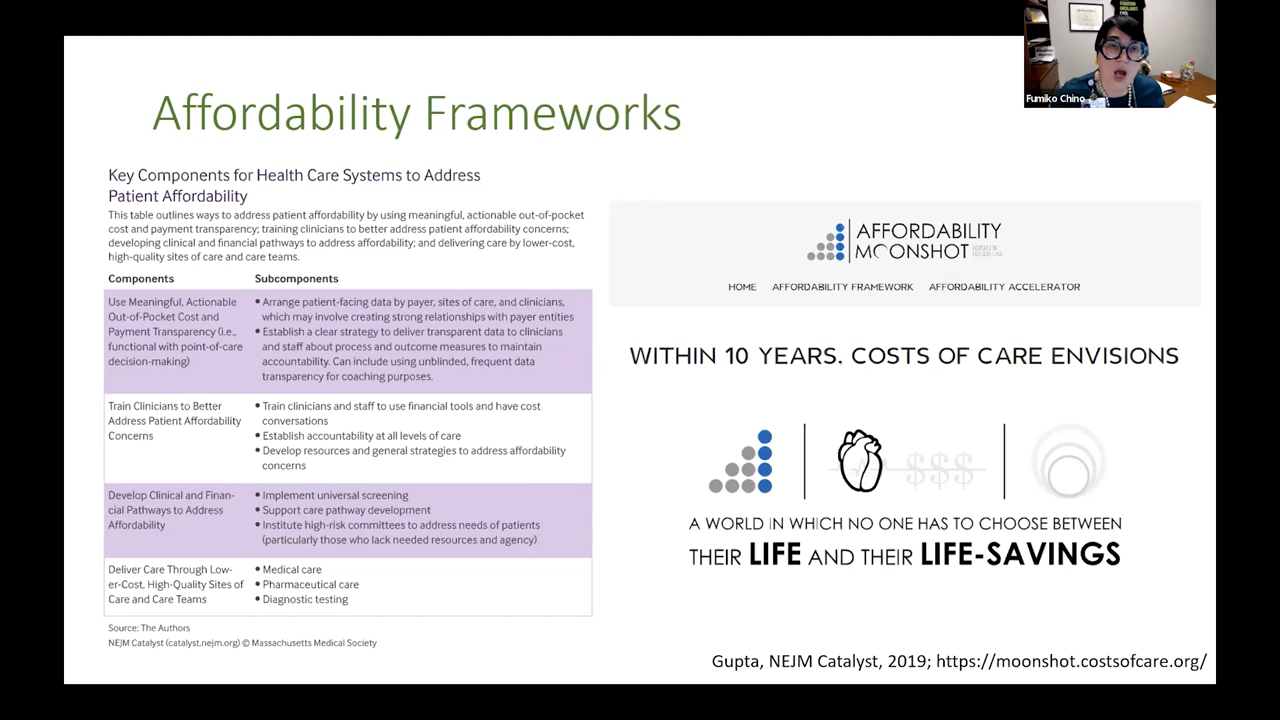 Fumiko Chino
Affordability Frameworks
Key Components for Health Care Systems to Address
Patient Affordability
This table outlines ways to address patient affordability by using meaningful, actionable out-of-pocket
cost and payment transparency; training clinicians to better address patient affordability concerns;
developing clinical and financial pathways to address affordability; and delivering care by lower-cost,
high-quality sites of care and care teams.
Components
Subcomponents
Use Meaningful, Actionable
Out-of-Pocket Cost and
Payment Transparency (i.e.,
functional with point-of-care
decision-making)
• Arrange patient-facing data by payer, sites of care, and clinicians,
which may involve creating strong relationships with payer entities
• Establish a clear strategy to deliver transparent data to clinicians
and staff about process and outcome measures to maintain
accountability. Can include using unblinded, frequent data
transparency for coaching purposes.
Train Clinicians to Better
Address Patient Affordability
Concerns
• Train clinicians and staff to use financial tools and have cost
conversations
• Establish accountability at all levels of care
• Develop resources and general strategies to address affordability
concerns
Develop Clinical and Finan-
cial Pathways to Address
Affordability
• Implement universal screening
• Support care pathway development
• Institute high-risk committees to address needs of patients
(particularly those who lack needed resources and agency)
Deliver Care Through Low-
er-Cost, High-Quality Sites of
Care and Care Teams
• Medical care
• Pharmaceutical care
• Diagnostic testing
Source: The Authors
NEJM Catalyst (catalyst.nejm.org) © Massachusetts Medical Society
AFFORDABILITY
MOONSHOT
HOME AFFORDABILITY FRAMEWORK AFFORDABILITY ACCELERATOR
WITHIN 10 YEARS, COSTS OF CARE ENVISIONS
$$$
A WORLD IN WHICH NO ONE HAS TO CHOOSE BETWEEN
THEIR LIFE AND THEIR LIFE-SAVINGS
Gupta, NEJM Catalyst, 2019; https://moonshot.costsofcare.org/